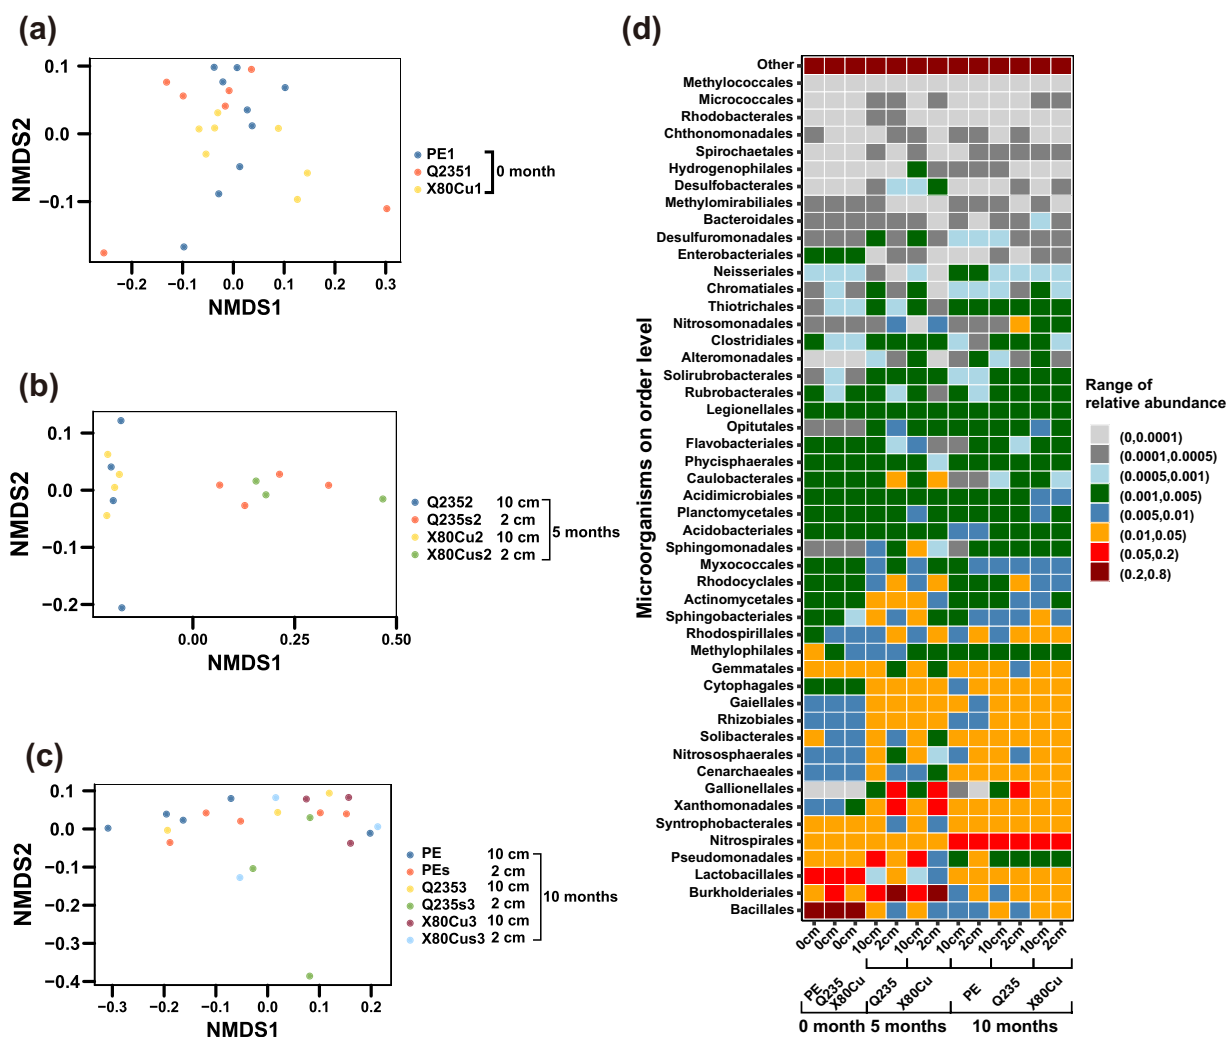 (a)
0.1
0.0
−0.1
NMDS2
−0.2 −0.1 0.0 0.1 0.2 0.3
NMDS1
PE1
Q2351
X80Cu1
0 month
(b)
0.1
0.0
−0.1
−0.2
NMDS2
0.00 0.25 0.50
NMDS1
Q2352 10 cm
Q235s2 2 cm
X80Cu2 10 cm
X80Cus2 2 cm
5 months
(c)
0.1
0.0
−0.1
−0.2
−0.3
−0.4
NMDS2
−0.3 −0.2 −0.1 0.0 0.1 0.2
NMDS1
PE 10 cm
PEs 2 cm
Q2353 10 cm
Q235s3 2 cm
X80Cu3 10 cm
X80Cus3 2 cm
10 months
(d)
Microorganisms on order level
Other
Methylococcales
Micrococcales
Rhodobacterales
Chthonomonadales
Spirochaetales
Hydrogenophilales
Desulfobacterales
Methylomirabiliales
Bacteroidales
Desulfuromonadales
Enterobacteriales
Neisseriales
Chromatiales
Thiotrichales
Nitrosomonadales
Clostridiales
Alteromonadales
Solirubrobacterales
Rubrobacterales
Legionellales
Opitutales
Flavobacteriales
Phycisphaerales
Caulobacterales
Acidimicrobiales
Planctomycetales
Acidobacteriales
Sphingomonadales
Myxococcales
Rhodocyclales
Actinomycetales
Sphingobacteriales
Rhodospirillales
Methylophilales
Gemmatales
Cytophagales
Gaiellales
Rhizobiales
Solibacterales
Nitrososphaerales
Cenarchaeales
Gallionellales
Xanthomonadales
Syntrophobacterales
Nitrospirales
Pseudomonadales
Lactobacillales
Burkholderiales
Bacillales
0cm 0cm 0cm 10cm 2cm 10cm 2cm 10cm 2cm 10cm 2cm 10cm 2cm
PE Q235 X80Cu Q235 X80Cu PE Q235 X80Cu
0 month 5 months 10 months
Range of
relative abundance
(0,0.0001)
(0.0001,0.0005)
(0.0005,0.001)
(0.001,0.005)
(0.005,0.01)
(0.01,0.05)
(0.05,0.2)
(0.2,0.8)